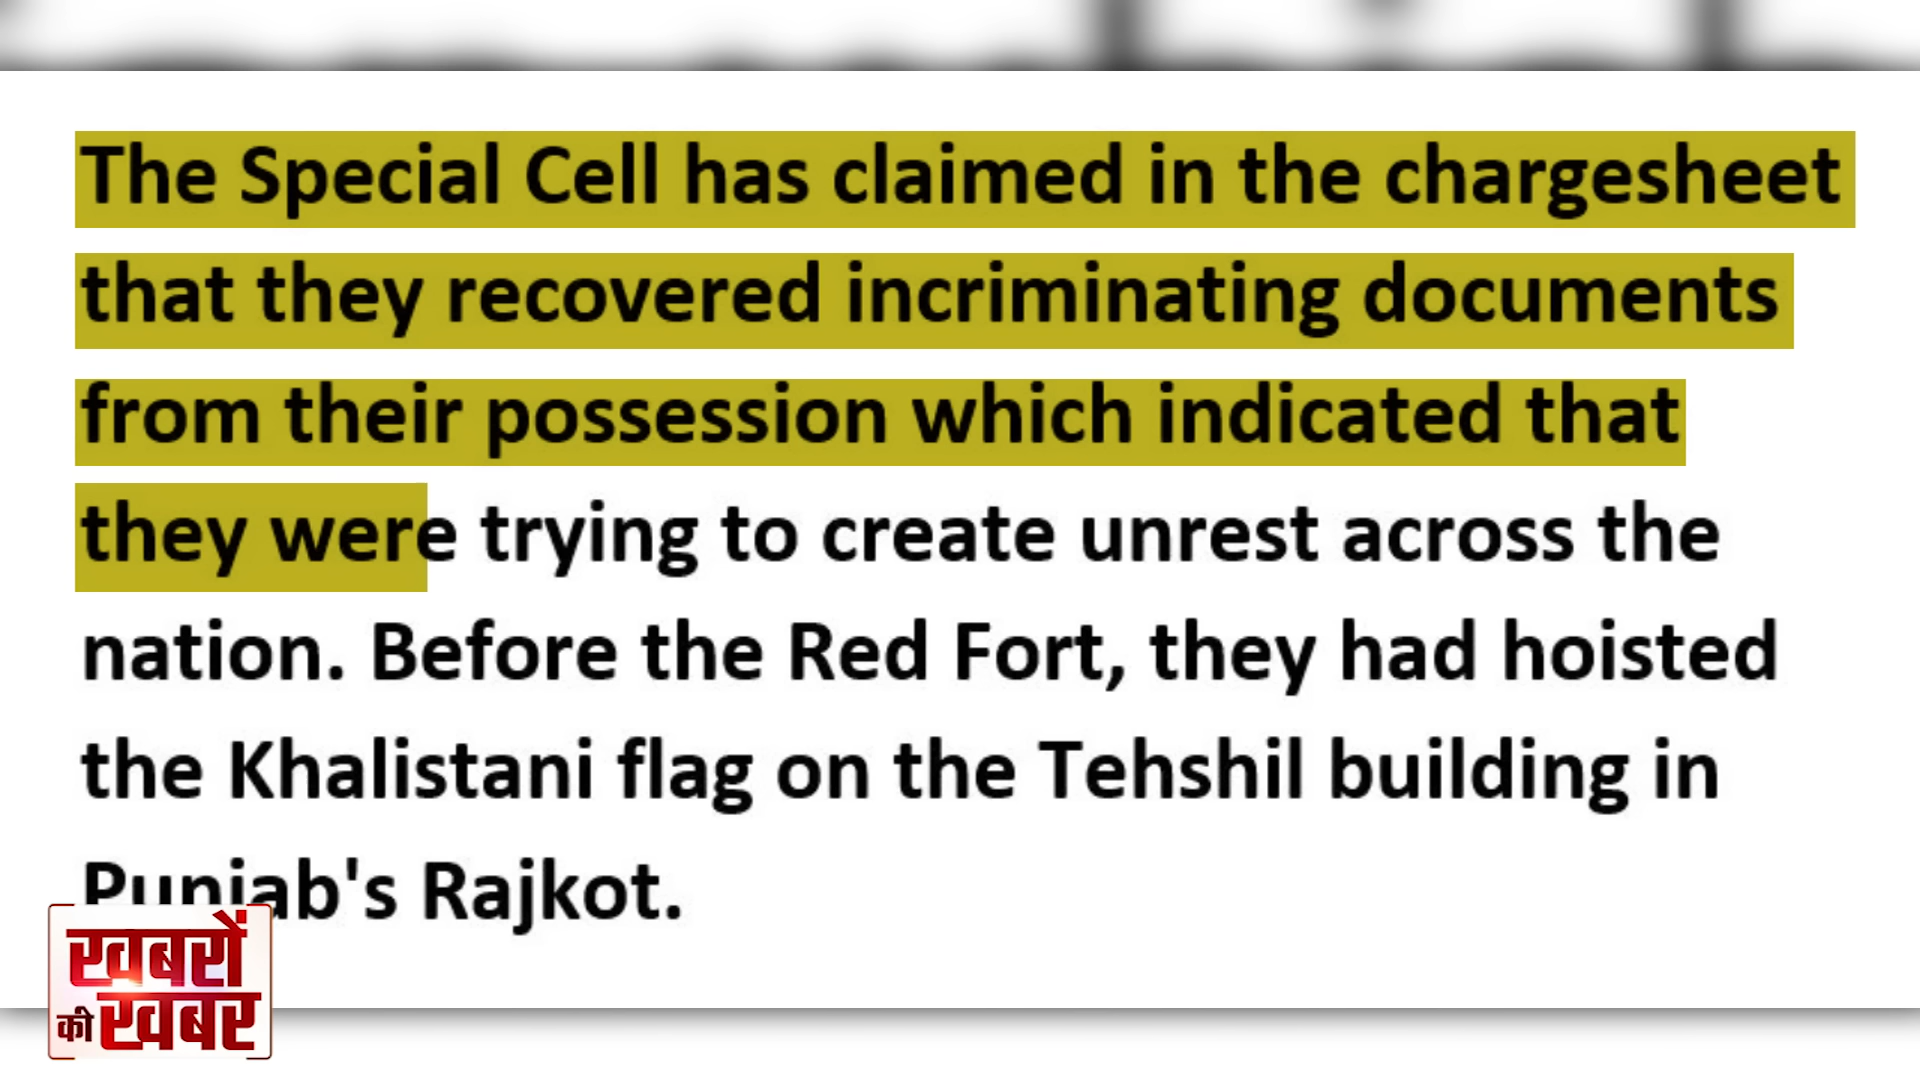 The Special Cell has claimed in the chargesheet
that they recovered incriminating documents
from their possession which indicated that
they were trying to create unrest across the
nation. Before the Red Fort, they had hoisted
the Khalistani flag on the Tehshil building in
Punjab's Rajkot.
खबरों
की खबर